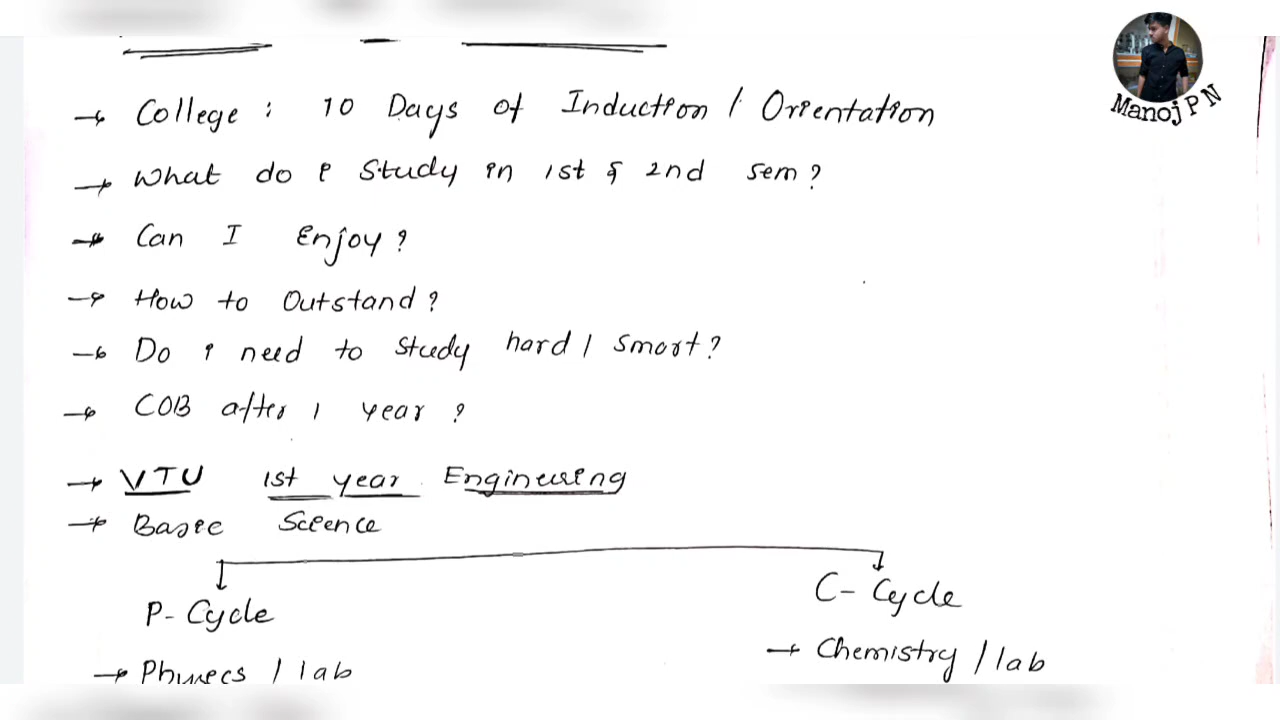 Manoj P N
→ College : 10 Days of Induction / Orientation
→ What do i study in 1st & 2nd sem ?
→ Can I Enjoy ?
→ How to Outstand ?
→ Do i need to study hard / smart ?
→ COB after 1 year ?
→ VTU 1st year Engineering
→ Basic Science
P- Cycle
C- Cycle
→ Physics / lab
→ Chemistry / lab